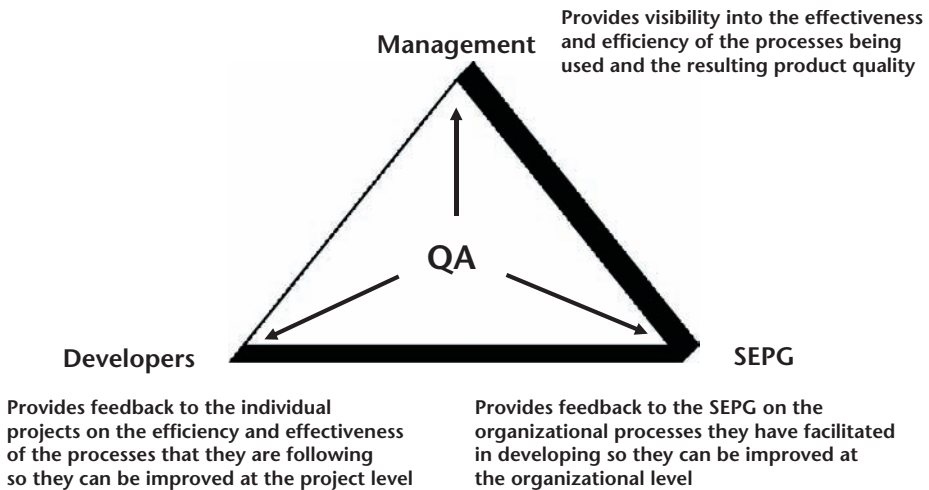 Provides visibility into the effectiveness
and efficiency of the processes being
used and the resulting product quality
Management
QA
Developers
SEPG
Provides feedback to the individual
projects on the efficiency and effectiveness
of the processes that they are following
so they can be improved at the project level
Provides feedback to the SEPG on the
organizational processes they have facilitated
in developing so they can be improved at
the organizational level